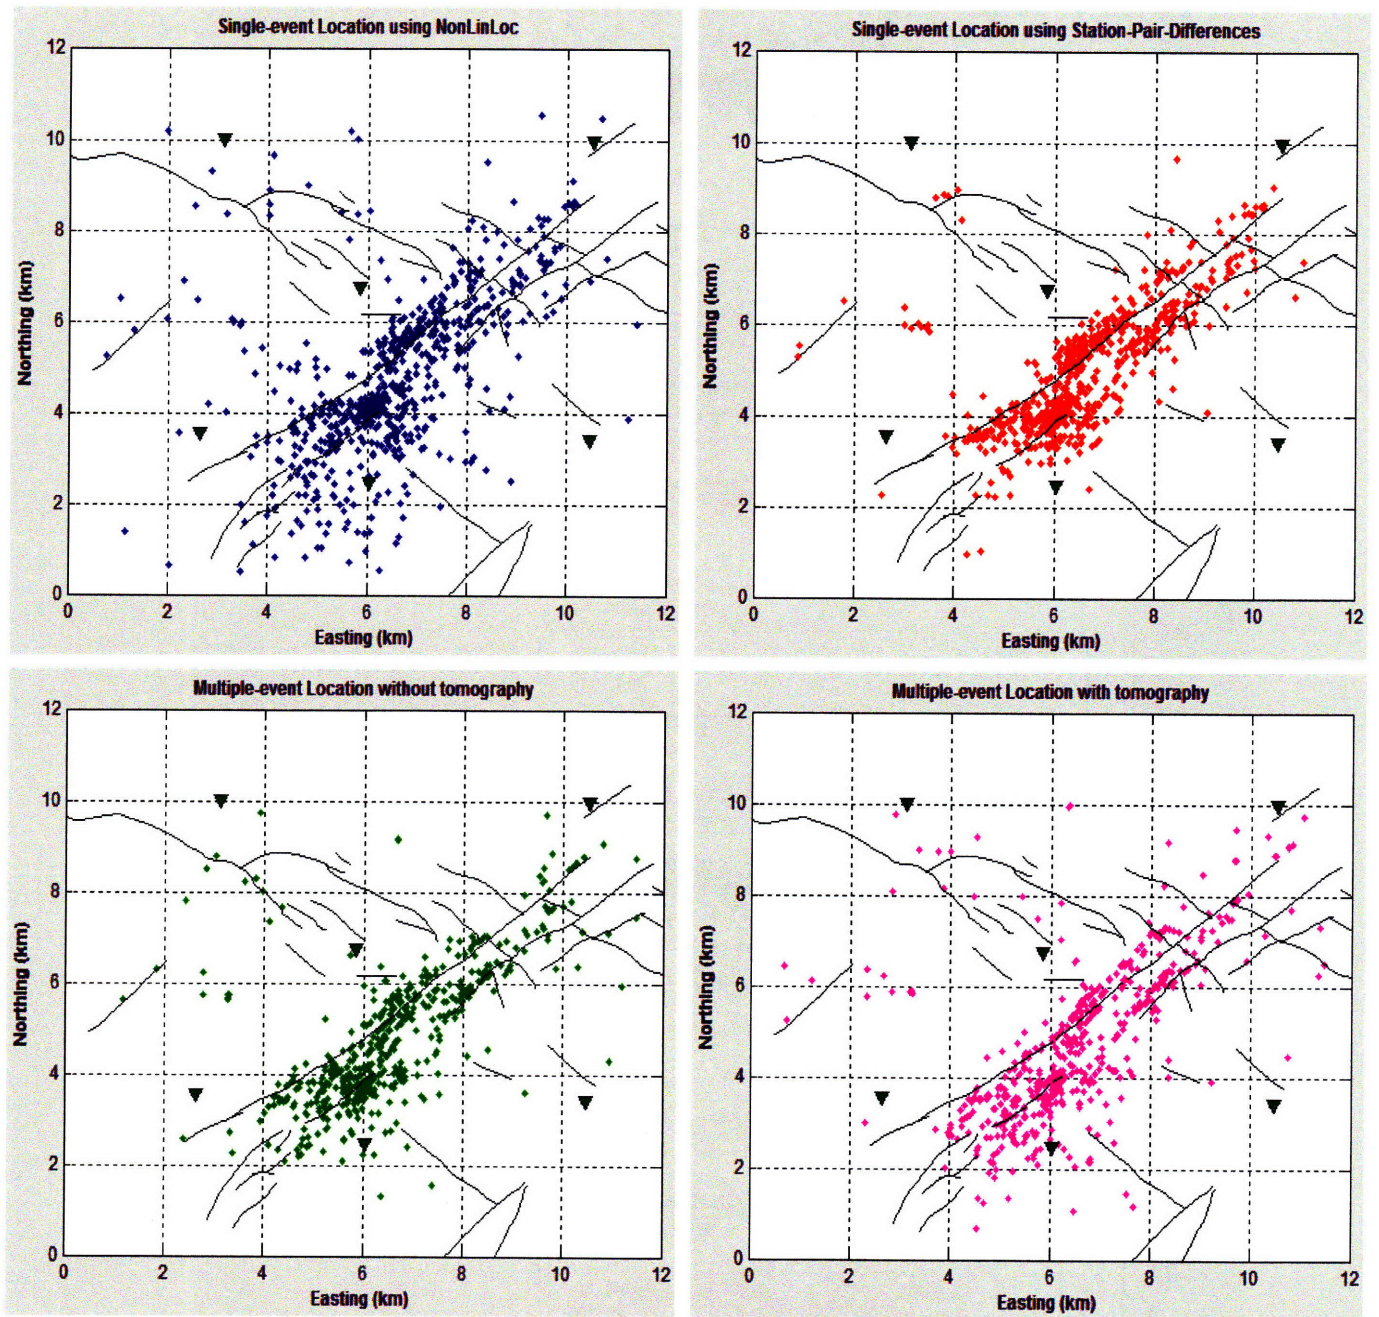 Single-event Location using NonLinLoc
12
10
8
6
4
2
0
Northing (km)
0 2 4 6 8 10 12
Easting (km)
Single-event Location using Station-Pair-Differences
12
10
8
6
4
2
0
Northing (km)
0 2 4 6 8 10 12
Easting (km)
Multiple-event Location without tomography
12
10
8
6
4
2
0
Northing (km)
0 2 4 6 8 10 12
Easting (km)
Multiple-event Location with tomography
12
10
8
6
4
2
0
Northing (km)
0 2 4 6 8 10 12
Easting (km)